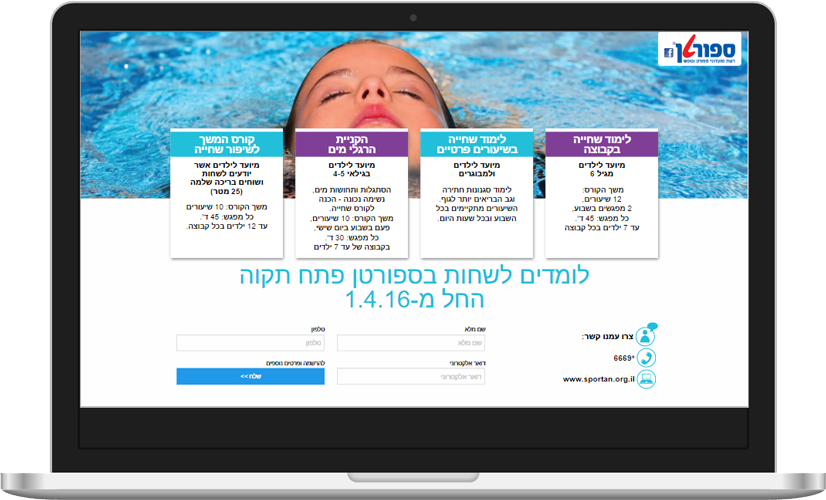 ספורטן
רשת מועדוני ספורט ונופש
לימוד שחייה
בקבוצה
מיועד לילדים
מגיל 6
משך הקורס:
12 שיעורים,
2 מפגשים בשבוע,
כל מפגש: 45 ד'.
עד 7 ילדים בכל קבוצה
לימוד שחייה
בשיעורים פרטיים
מיועד לילדים
ולמבוגרים
לימוד סגנונות חתירה
וגב הבריאים יותר לגוף,
השיעורים מתקיימים בכל
השבוע ובכל שעות היום.
הקניית
הרגלי מים
מיועד לילדים
בגילאי 4-5
הסתגלות ותחושות מים,
נשימה נכונה - הכנה
לקורס שחייה.
משך הקורס: 10 שיעורים,
פעם בשבוע ביום שישי,
כל מפגש: 30 ד'.
בקבוצה של עד 7 ילדים
קורס המשך
לשיפור שחייה
מיועד לילדים אשר
יודעים לשחות
ושוחים בריכה שלמה
(25 מטר)
משך הקורס: 10 שיעורים
כל מפגש: 45 ד'.
עד 12 ילדים בכל קבוצה.
לומדים לשחות בספורטן פתח תקוה
החל מ-1.4.16
צרו עמנו קשר:
6669*
www.sportan.org.il
שם מלא
שם מלא
טלפון
טלפון
דואר אלקטרוני
דואר אלקטרוני
להרשמה ופרטים נוספים
שלח >>